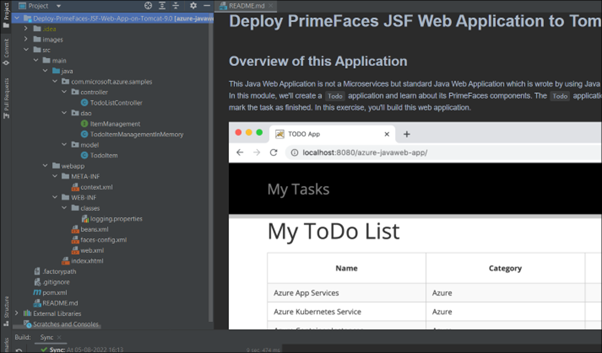 Project
README.md
Deploy-PrimeFaces-JSF-Web-App-on-Tomcat-9.0 [azure-javaweb
.idea
images
src
main
java
com.microsoft.azure.samples
controller
TodoListController
dao
ItemManagement
TodoItemManagementInMemory
model
TodoItem
webapp
META-INF
context.xml
WEB-INF
classes
logging.properties
beans.xml
faces-config.xml
web.xml
index.xhtml
.factorypath
.gitignore
pom.xml
README.md
External Libraries
Scratches and Consoles
Project
Commit
Pull Requests
Structure
Deploy PrimeFaces JSF Web Application to Tom
Overview of this Application
This Java Web Application is not a Microservices but standard Java Web Application which is wrote by using Java
In this module, we'll create a Todo application and learn about its PrimeFaces components. The Todo applicatio
mark the task as finished. In this exercise, you'll build this web application.
TODO App
localhost:8080/azure-javaweb-app/
My Tasks
My ToDo List
Name Category
Azure App Services Azure
Azure Kubernetes Service Azure
Build: Sync
Sync: At 05-08-2022 16:13